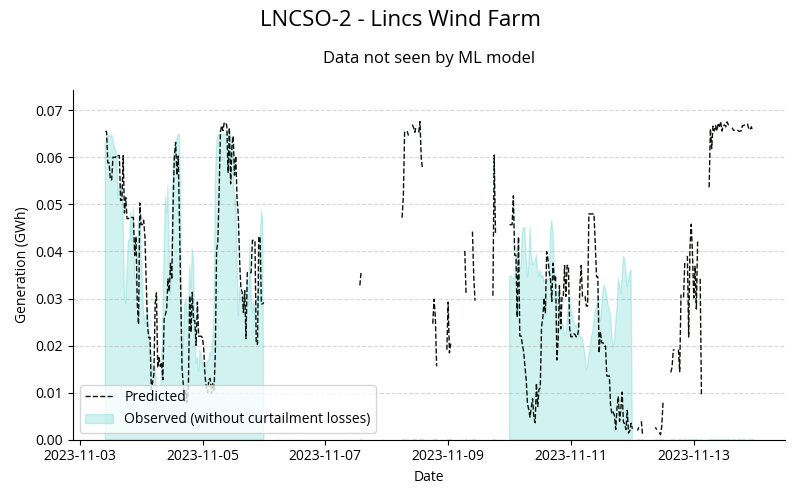 LNCSO-2 - Lincs Wind Farm
Data not seen by ML model
0.07
0.06
0.05
0.04
0.03
0.02
0.01
0.00
Generation (GWh)
Predicted
Observed (without curtailment losses)
2023-11-03
2023-11-05
2023-11-07
2023-11-09
2023-11-11
2023-11-13
Date